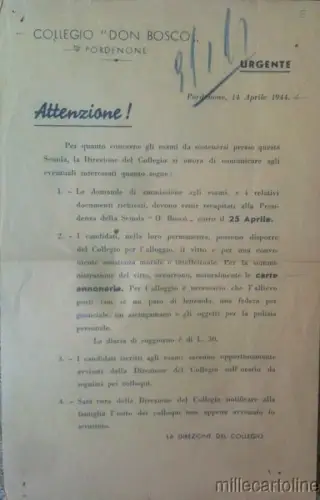 COLLEGIO "DON BOSCO"
PORDENONE
URGENTE
Pordenone, 14 Aprile 1944.
Attenzione!
Per quanto concerne gli esami da sostenersi presso questa
Scuola, la Direzione del Collegio si onora di comunicare agli
eventuali interessati quanto segue:
1. - Le domande di ammissione agli esami e i relativi
documenti richiesti, devono essere recapitati alla Presi-
denza della Scuola "D. Bosco" entro il 25 Aprile.
2. - I candidati, nella loro permanenza, possono disporre
del Collegio per l'alloggio, il vitto e per una conve-
niente assistenza morale e intellettuale. Per la sommi-
nistrazione del vitto, occorrono, naturalmente le carte
annonarie. Per l'alloggio è necessario che l'allievo
porti con sè un paio di lenzuola, una federa per
guanciale, un asciugamano e gli oggetti per la pulizia
personale.
La diaria di soggiorno è di L. 50.
3. - I candidati iscritti agli esami saranno opportunamente
avvisati dalla Direzione del Collegio sull'orario da
seguirsi pei colloqui.
4. - Sarà cura della Direzione del Collegio notificare alla
famiglia l'esito dei colloqui non appena avvenuto lo
scrutinio.
LA DIREZIONE DEL COLLEGIO
millecartoline